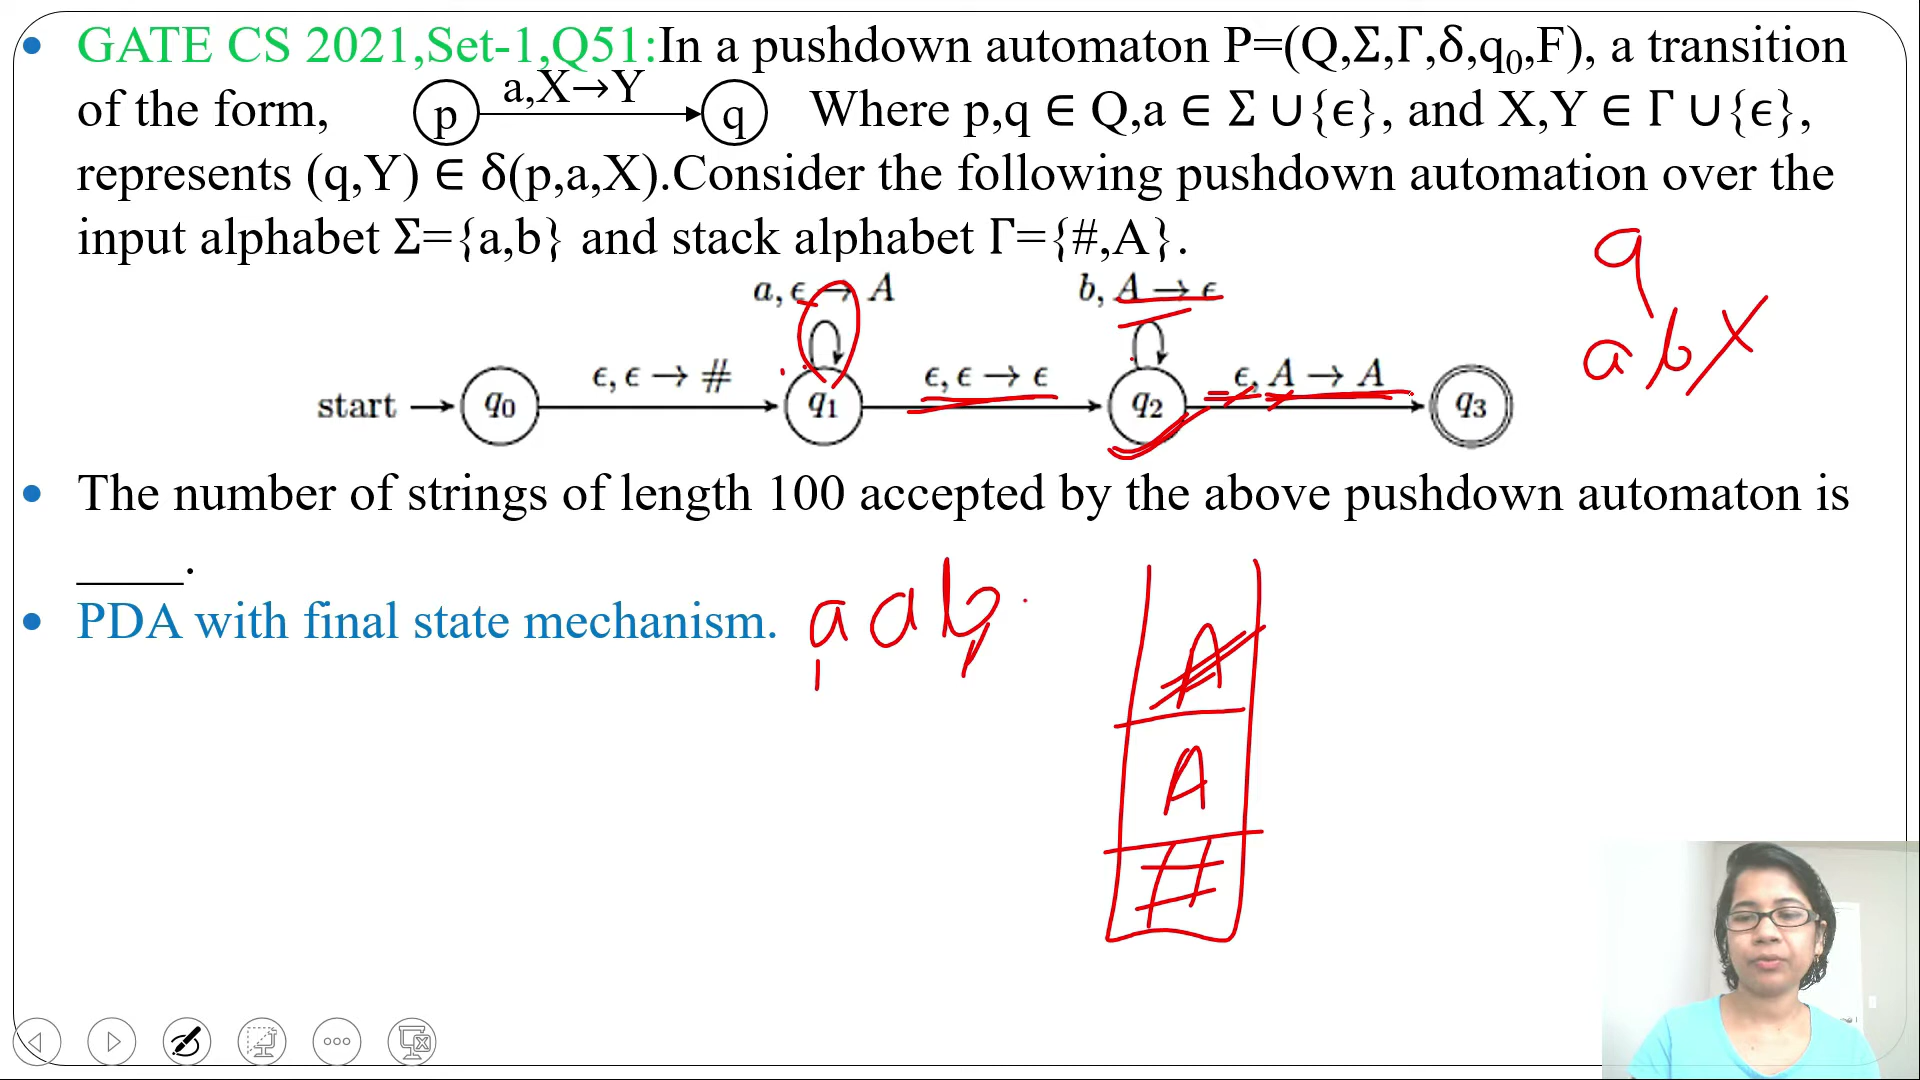 GATE CS 2021,Set-1,Q51:In a pushdown automaton P=(Q,Σ,Γ,δ,q₀,F), a transition
of the form, p a,X→Y q Where p,q ∈ Q,a ∈ Σ ∪{ϵ}, and X,Y ∈ Γ ∪{ϵ},
represents (q,Y) ∈ δ(p,a,X).Consider the following pushdown automation over the
input alphabet Σ={a,b} and stack alphabet Γ={#,A}.
a, ϵ → A b, A → ϵ
ϵ, ϵ → # ϵ, ϵ → ϵ ϵ, A → A
start q₀ q₁ q₂ q₃
a
a b
The number of strings of length 100 accepted by the above pushdown automaton is
____.
PDA with final state mechanism. a a b
A
A
#